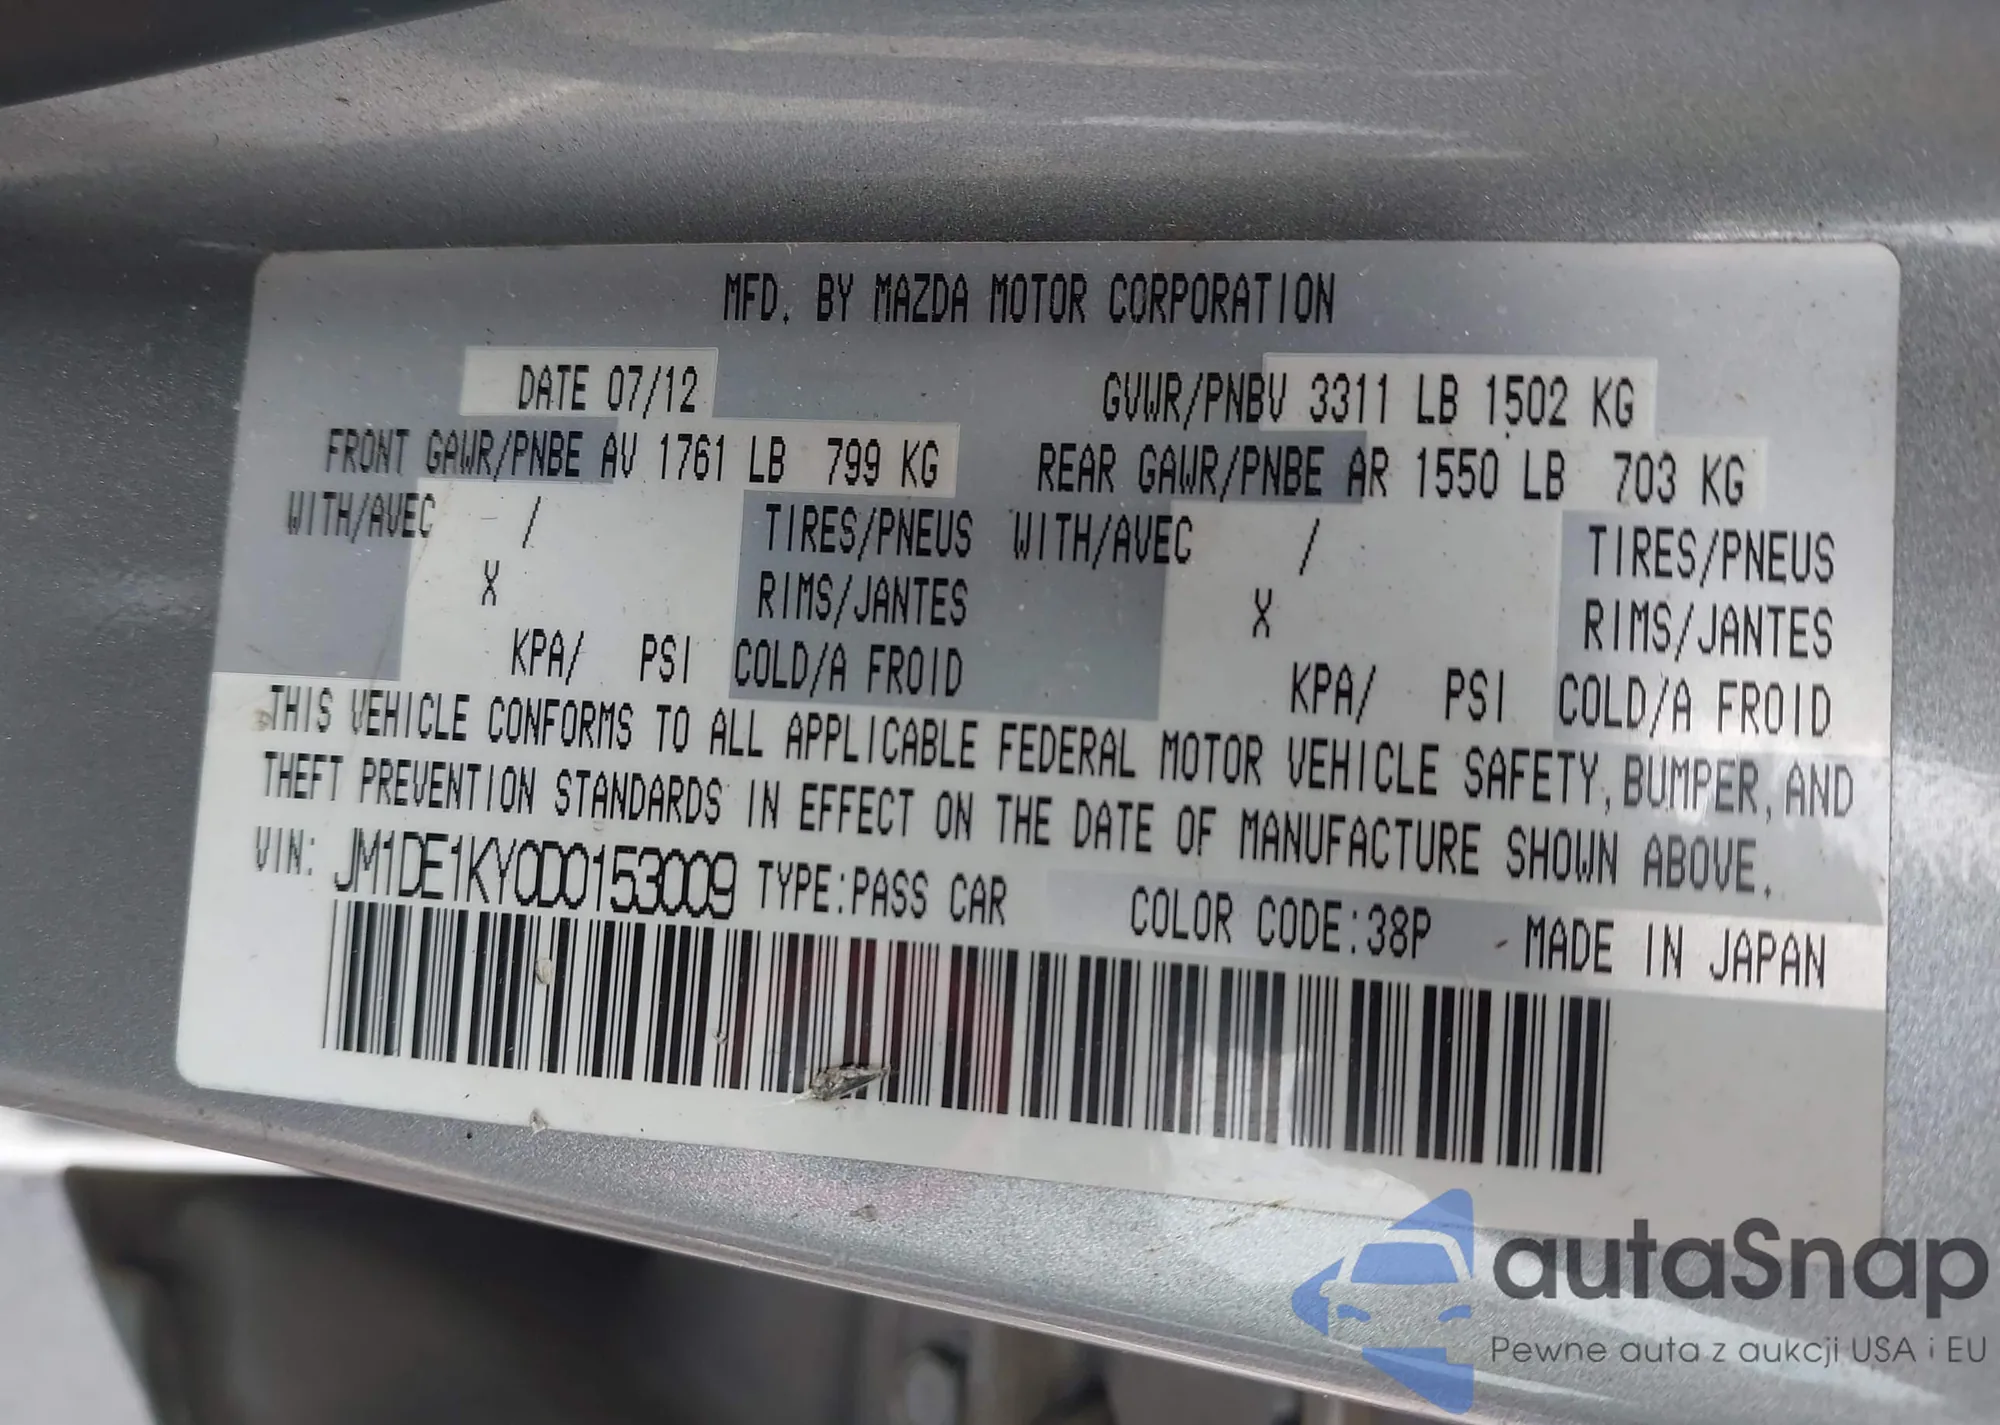 MFD. BY MAZDA MOTOR CORPORATION
DATE 07/12 GVWR/PNBV 3311 LB 1502 KG
FRONT GAWR/PNBE AV 1761 LB 799 KG REAR GAWR/PNBE AR 1550 LB 703 KG
WITH/AVEC / TIRES/PNEUS WITH/AVEC / TIRES/PNEUS
X RIMS/JANTES X RIMS/JANTES
KPA/ PSI COLD/A FROID KPA/ PSI COLD/A FROID
THIS VEHICLE CONFORMS TO ALL APPLICABLE FEDERAL MOTOR VEHICLE SAFETY, BUMPER, AND
THEFT PREVENTION STANDARDS IN EFFECT ON THE DATE OF MANUFACTURE SHOWN ABOVE.
VIN: JM1DE1KY0D0153009 TYPE:PASS CAR COLOR CODE:38P MADE IN JAPAN
autaSnap
Pewne auta z aukcji USA i EU